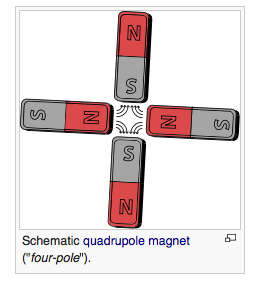 N
S
S N
N S
S
N
Schematic quadrupole magnet
("four-pole").